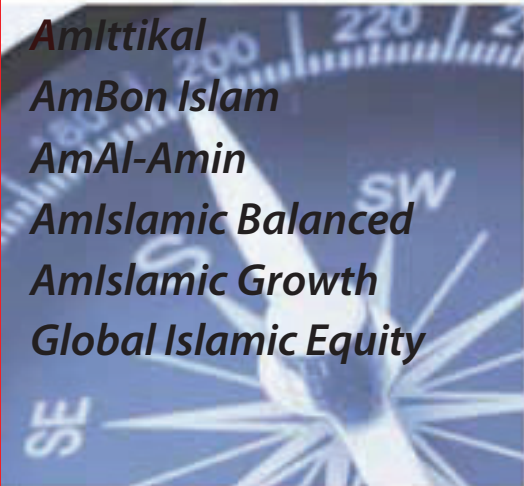 AmIttikal
AmBon Islam
AmAl-Amin
AmIslamic Balanced
AmIslamic Growth
Global Islamic Equity
200
220
SW
S
SE